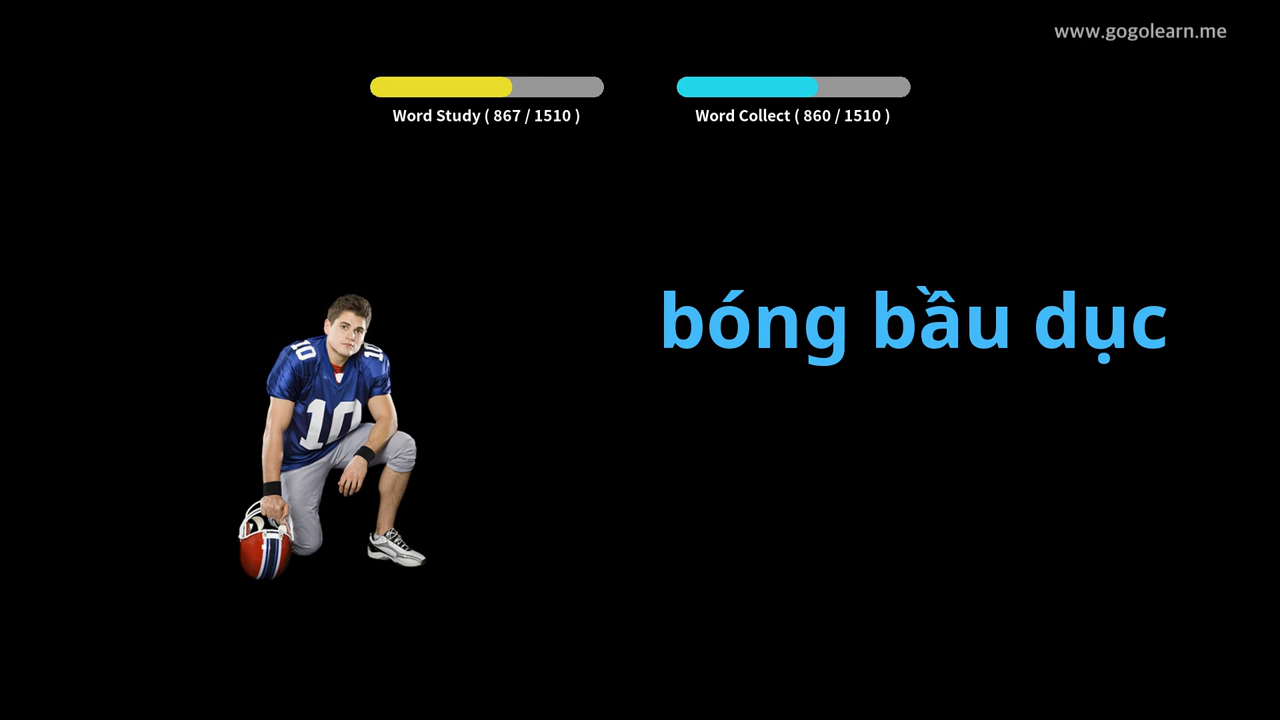 www.gogolearn.me
Word Study ( 867 / 1510 )
Word Collect ( 860 / 1510 )
bóng bầu dục
10
10
10